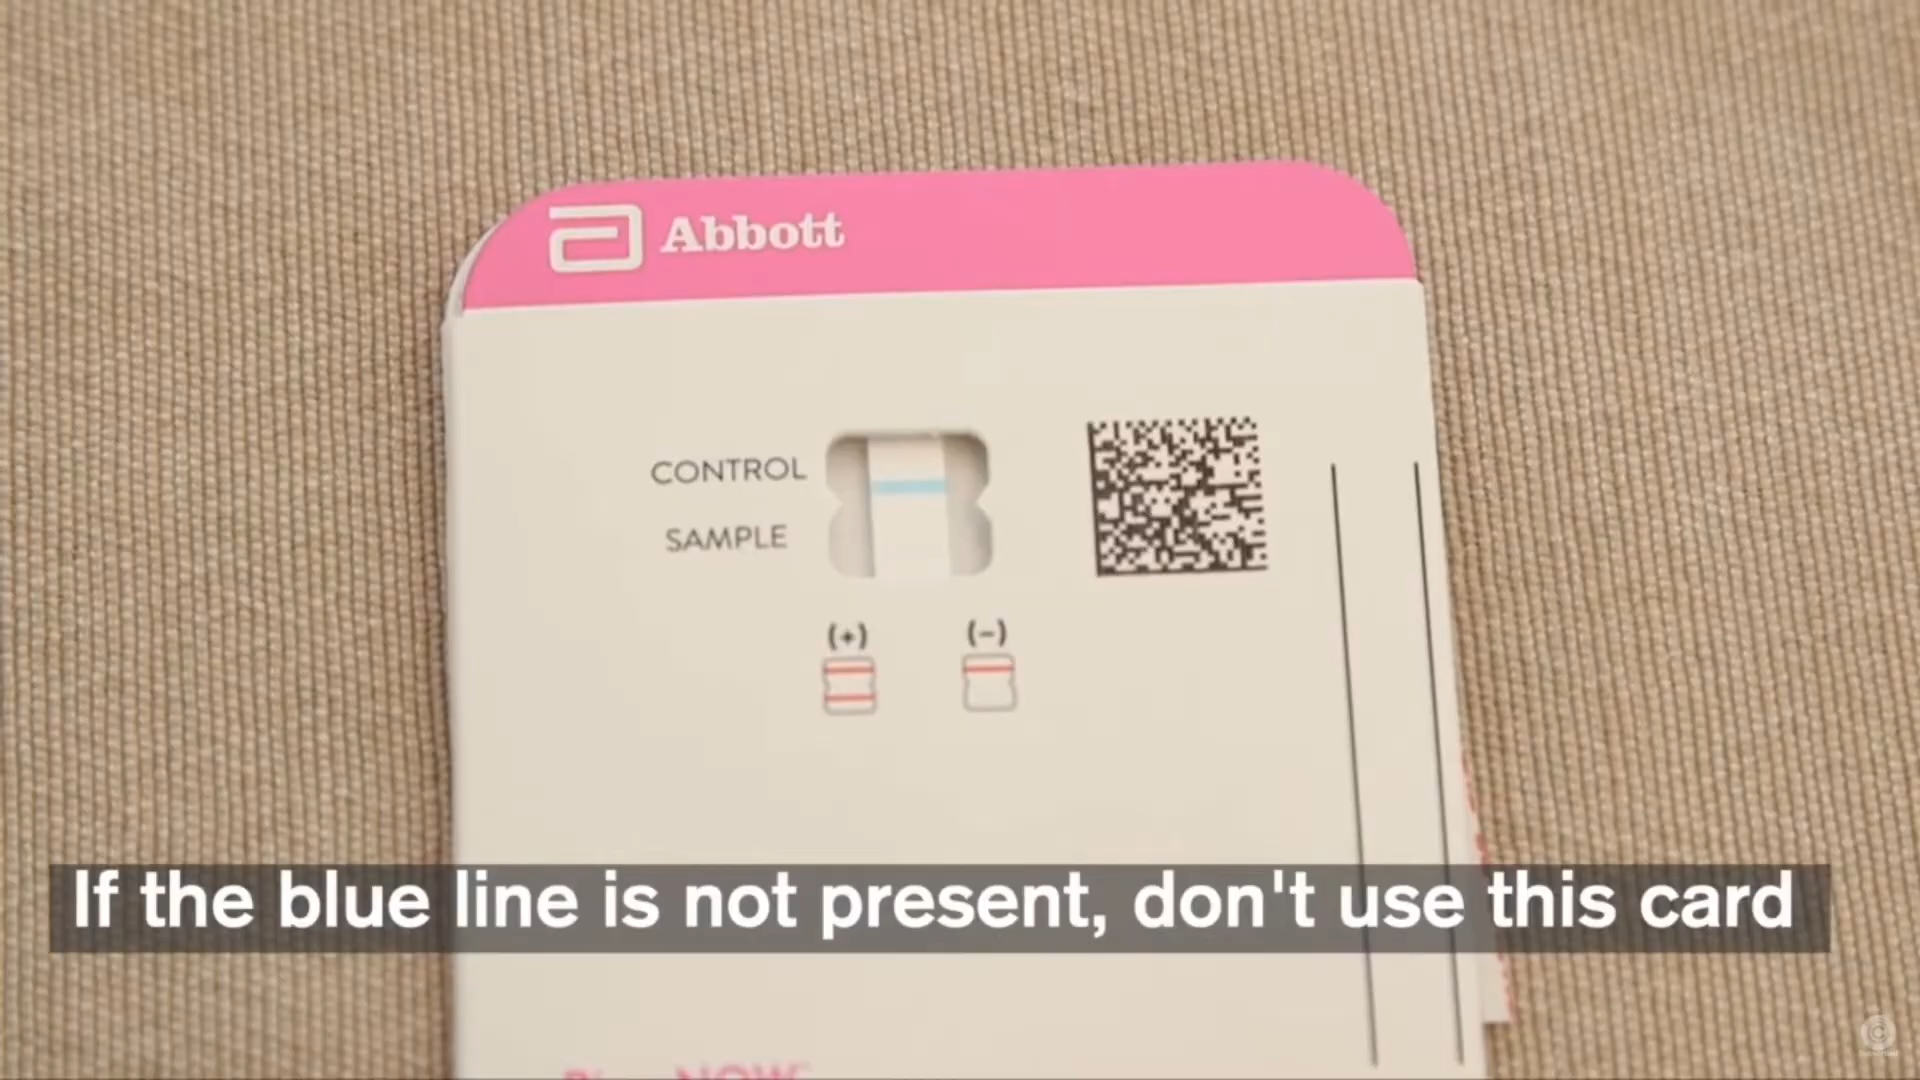 Abbott
CONTROL
SAMPLE
(+) (-)
If the blue line is not present, don't use this card